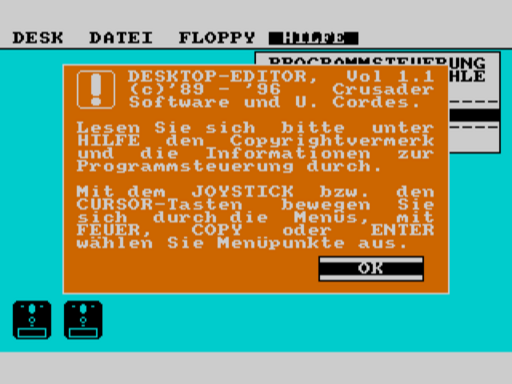 DESK DATEI FLOPPY HILFE
PROGRAMMSTEUERUNG
HLE
DESKTOP-EDITOR, Vol 1.1
(c)'89 - '96 Crusader
Software und U. Cordes.
Lesen Sie sich bitte unter
HILFE den Copyrightvermerk
und die Informationen zur
Programmsteuerung durch.
Mit dem JOYSTICK bzw. den
CURSOR-Tasten bewegen Sie
sich durch die Menüs, mit
FEUER, COPY oder ENTER
wählen Sie Menüpunkte aus.
OK